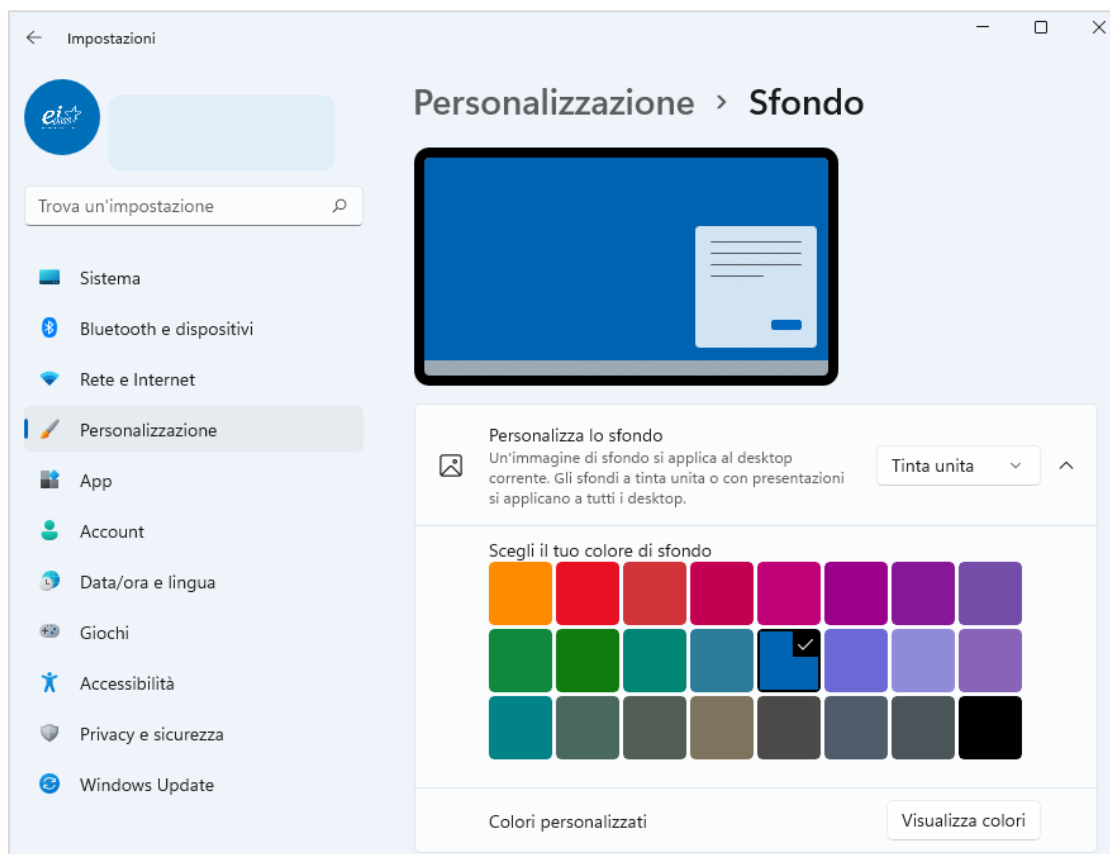 Impostazioni
ei
Personalizzazione > Sfondo
Trova un'impostazione
Sistema
Bluetooth e dispositivi
Rete e Internet
Personalizzazione
App
Account
Data/ora e lingua
Giochi
Accessibilità
Privacy e sicurezza
Windows Update
Personalizza lo sfondo
Un'immagine di sfondo si applica al desktop
corrente. Gli sfondi a tinta unita o con presentazioni
si applicano a tutti i desktop.
Tinta unita
Scegli il tuo colore di sfondo
Colori personalizzati
Visualizza colori